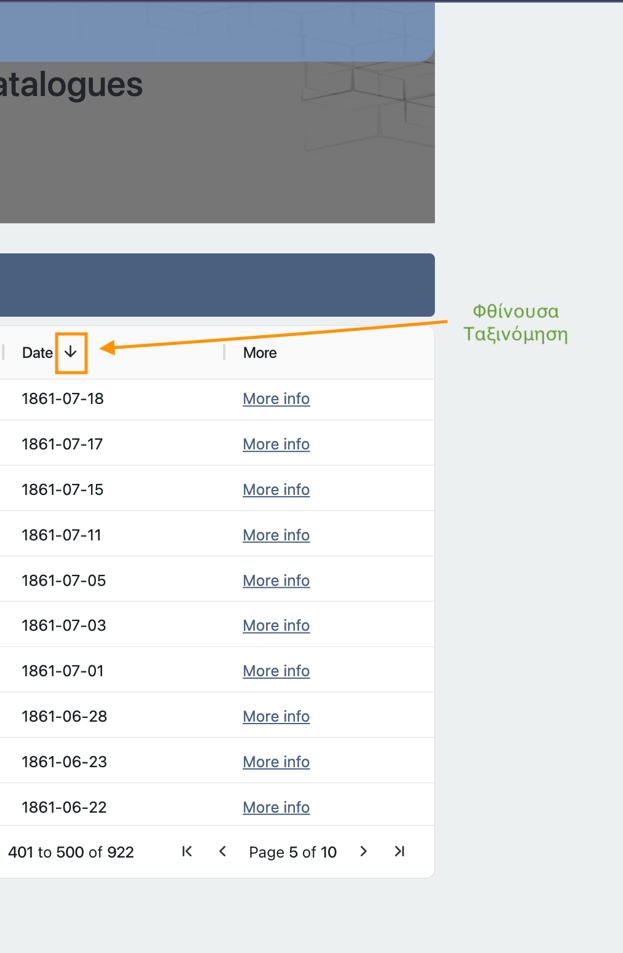 atalogues
Φθίνουσα
Ταξινόμηση
Date More
1861-07-18 More info
1861-07-17 More info
1861-07-15 More info
1861-07-11 More info
1861-07-05 More info
1861-07-03 More info
1861-07-01 More info
1861-06-28 More info
1861-06-23 More info
1861-06-22 More info
401 to 500 of 922 Page 5 of 10